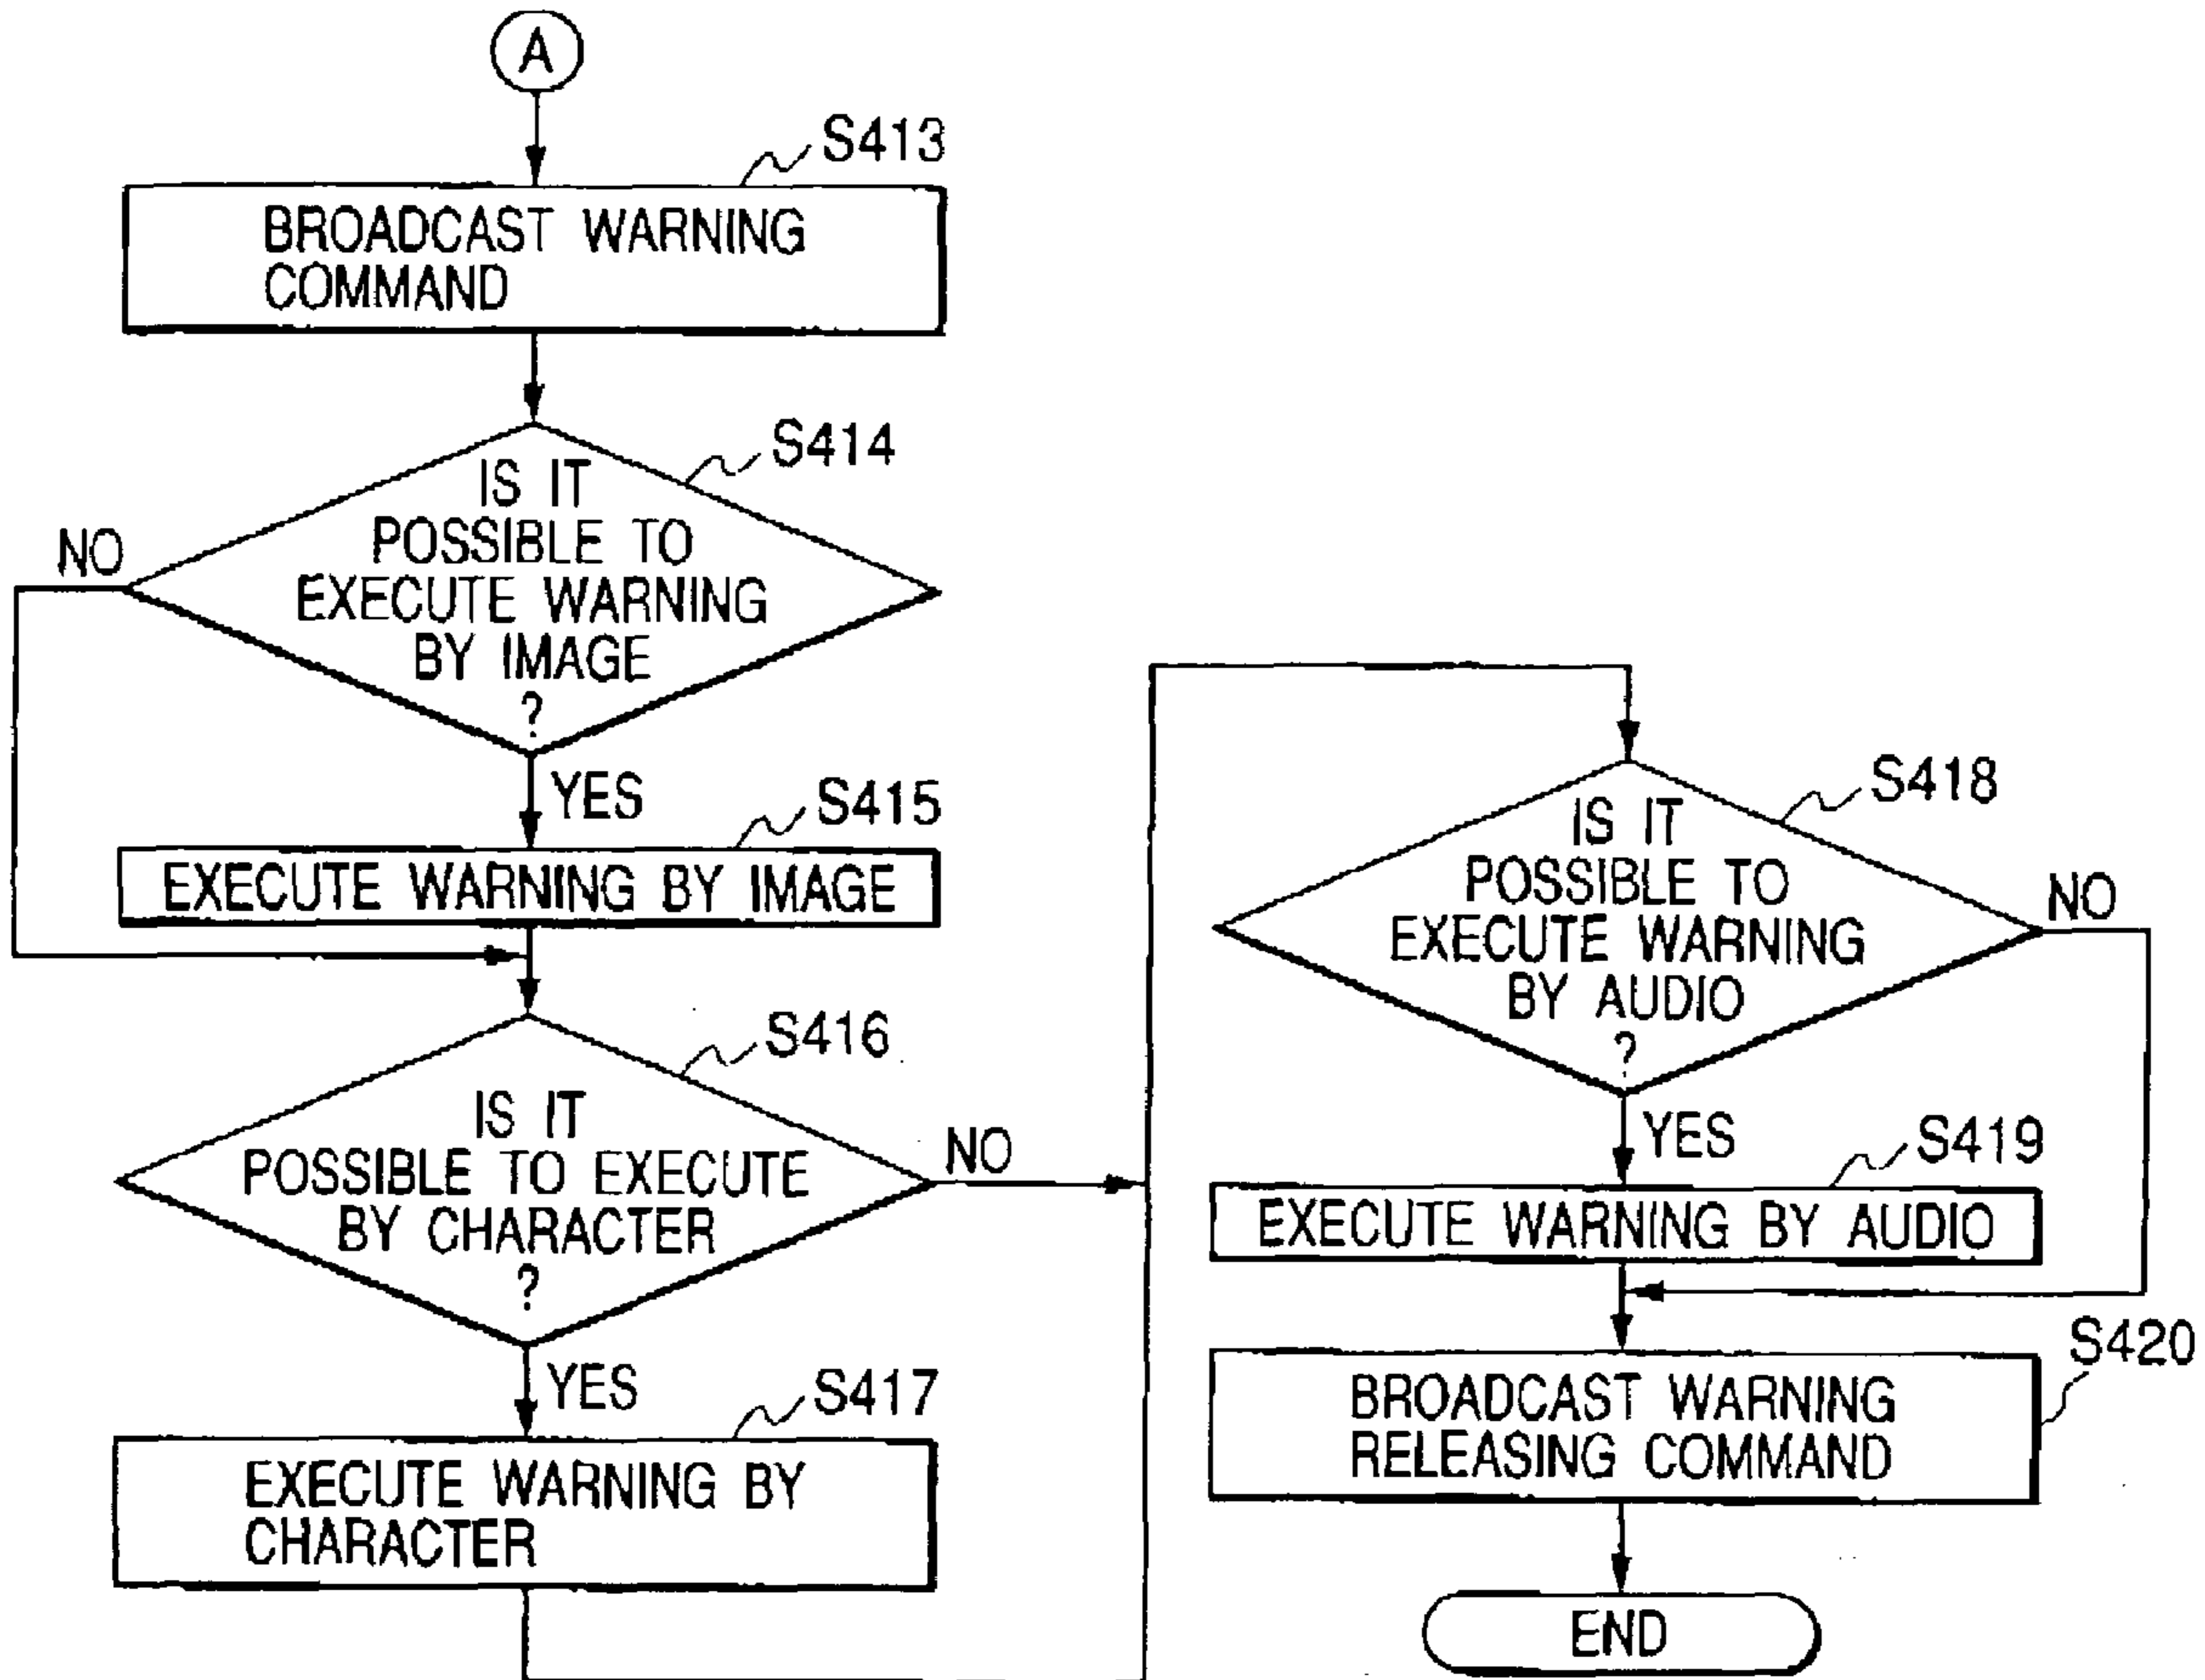 A
S413
BROADCAST WARNING
COMMAND
S414
IS IT
POSSIBLE TO
EXECUTE WARNING
BY IMAGE
?
NO
YES
S415
EXECUTE WARNING BY IMAGE
S416
IS IT
POSSIBLE TO EXECUTE
BY CHARACTER
?
NO
YES
S417
EXECUTE WARNING BY
CHARACTER
S418
IS IT
POSSIBLE TO
EXECUTE WARNING
BY AUDIO
?
NO
YES
S419
EXECUTE WARNING BY AUDIO
S420
BROADCAST WARNING
RELEASING COMMAND
END